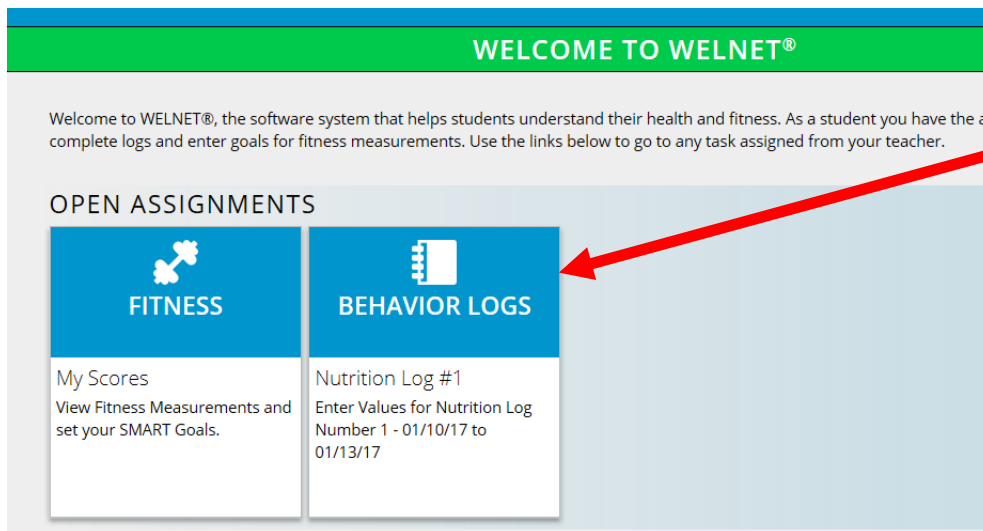 WELCOME TO WELNET®
Welcome to WELNET®, the software system that helps students understand their health and fitness. As a student you have the a
complete logs and enter goals for fitness measurements. Use the links below to go to any task assigned from your teacher.
OPEN ASSIGNMENTS
FITNESS
My Scores
View Fitness Measurements and
set your SMART Goals.
BEHAVIOR LOGS
Nutrition Log #1
Enter Values for Nutrition Log
Number 1 - 01/10/17 to
01/13/17